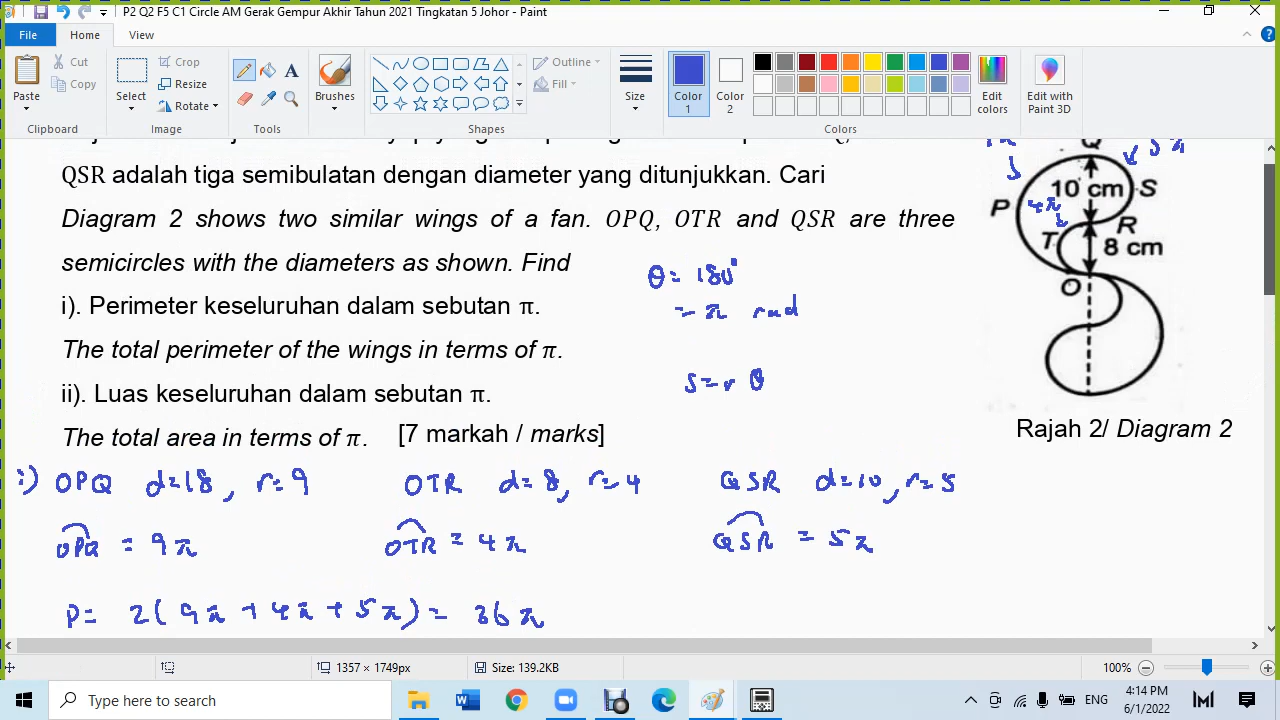 P2 Q2 F5 C1 Circle AM Gerak Gempur Akhir Tahun 2021 Tingkatan 5 Johor - Paint
File Home View
Paste Cut Copy
Clipboard
Select Crop Resize Rotate
Image
A
Tools
Brushes
Outline Fill
Shapes
Size
Color 1 Color 2
Edit colors
Edit with Paint 3D
Colors
QSR adalah tiga semibulatan dengan diameter yang ditunjukkan. Cari
Diagram 2 shows two similar wings of a fan. OPQ, OTR and QSR are three
semicircles with the diameters as shown. Find
i). Perimeter keseluruhan dalam sebutan π.
The total perimeter of the wings in terms of π.
ii). Luas keseluruhan dalam sebutan π.
The total area in terms of π. [7 markah / marks]
θ = 180°
= π rad
s = r θ
Q
5π
10 cm S
P 4π
R
T 8 cm
O
Rajah 2/ Diagram 2
i) OPQ d=18, r=9 OTR d=8, r=4 QSR d=10, r=5
OPQ = 9π OTR = 4π QSR = 5π
P = 2(9π + 4π + 5π) = 36π
1357 × 1749px
Size: 139.2KB
100%
Type here to search
ENG
4:14 PM
6/1/2022